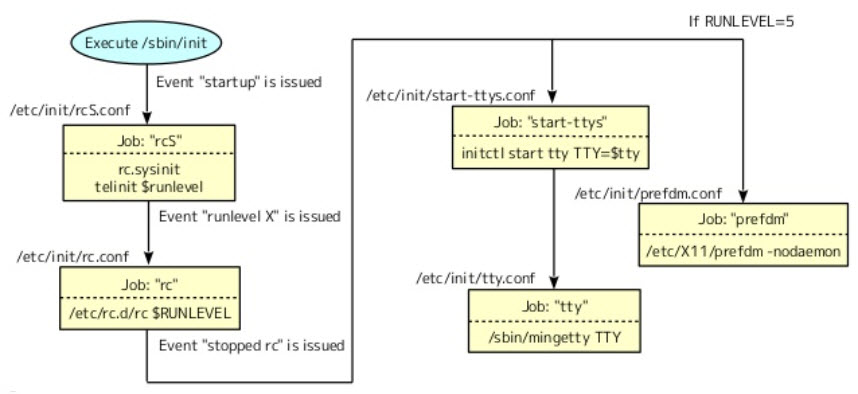 If RUNLEVEL=5
Execute /sbin/init
Event "startup" is issued
/etc/init/rcS.conf
Job: "rcS"
rc.sysinit
telinit $runlevel
Event "runlevel X" is issued
/etc/init/rc.conf
Job: "rc"
/etc/rc.d/rc $RUNLEVEL
Event "stopped rc" is issued
/etc/init/start-ttys.conf
Job: "start-ttys"
initctl start tty TTY=$tty
/etc/init/prefdm.conf
Job: "prefdm"
/etc/X11/prefdm -nodaemon
/etc/init/tty.conf
Job: "tty"
/sbin/mingetty TTY